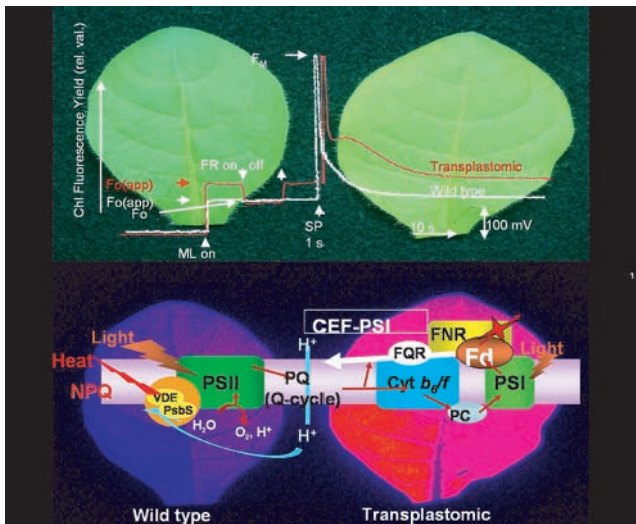 Chl Fluorescence Yield (rel. val.)
FM
FR on off
Fo(app)
Fo(app)
Fo
ML on
SP
1 s
Transplastomic
Wild type
10 s
100 mV
CEF-PSI
H+
Light
Heat
NPQ
VDE
PsbS
PSII
H2O
O2, H+
PQ
(Q-cycle)
H+
FQR
FNR
Fd
Cyt b6/f
PC
PSI
Light
Wild type
Transplastomic
1